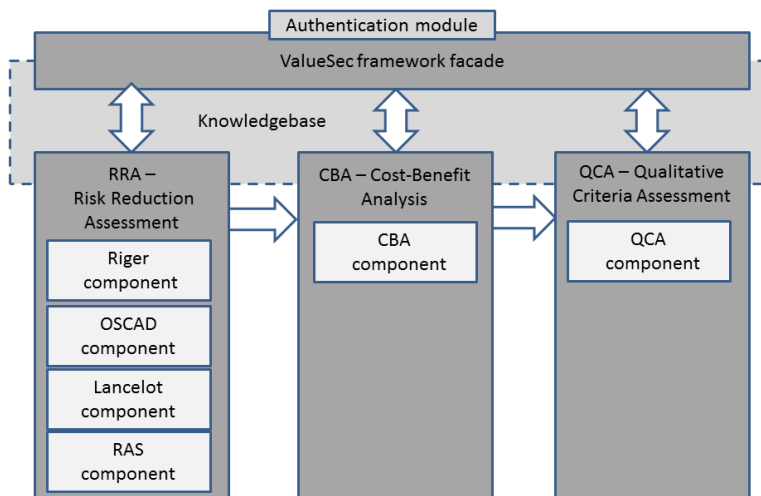 Authentication module
ValueSec framework facade
Knowledgebase
RRA –
Risk Reduction
Assessment
Riger
component
OSCAD
component
Lancelot
component
RAS
component
CBA – Cost-Benefit
Analysis
CBA
component
QCA – Qualitative
Criteria Assessment
QCA
component